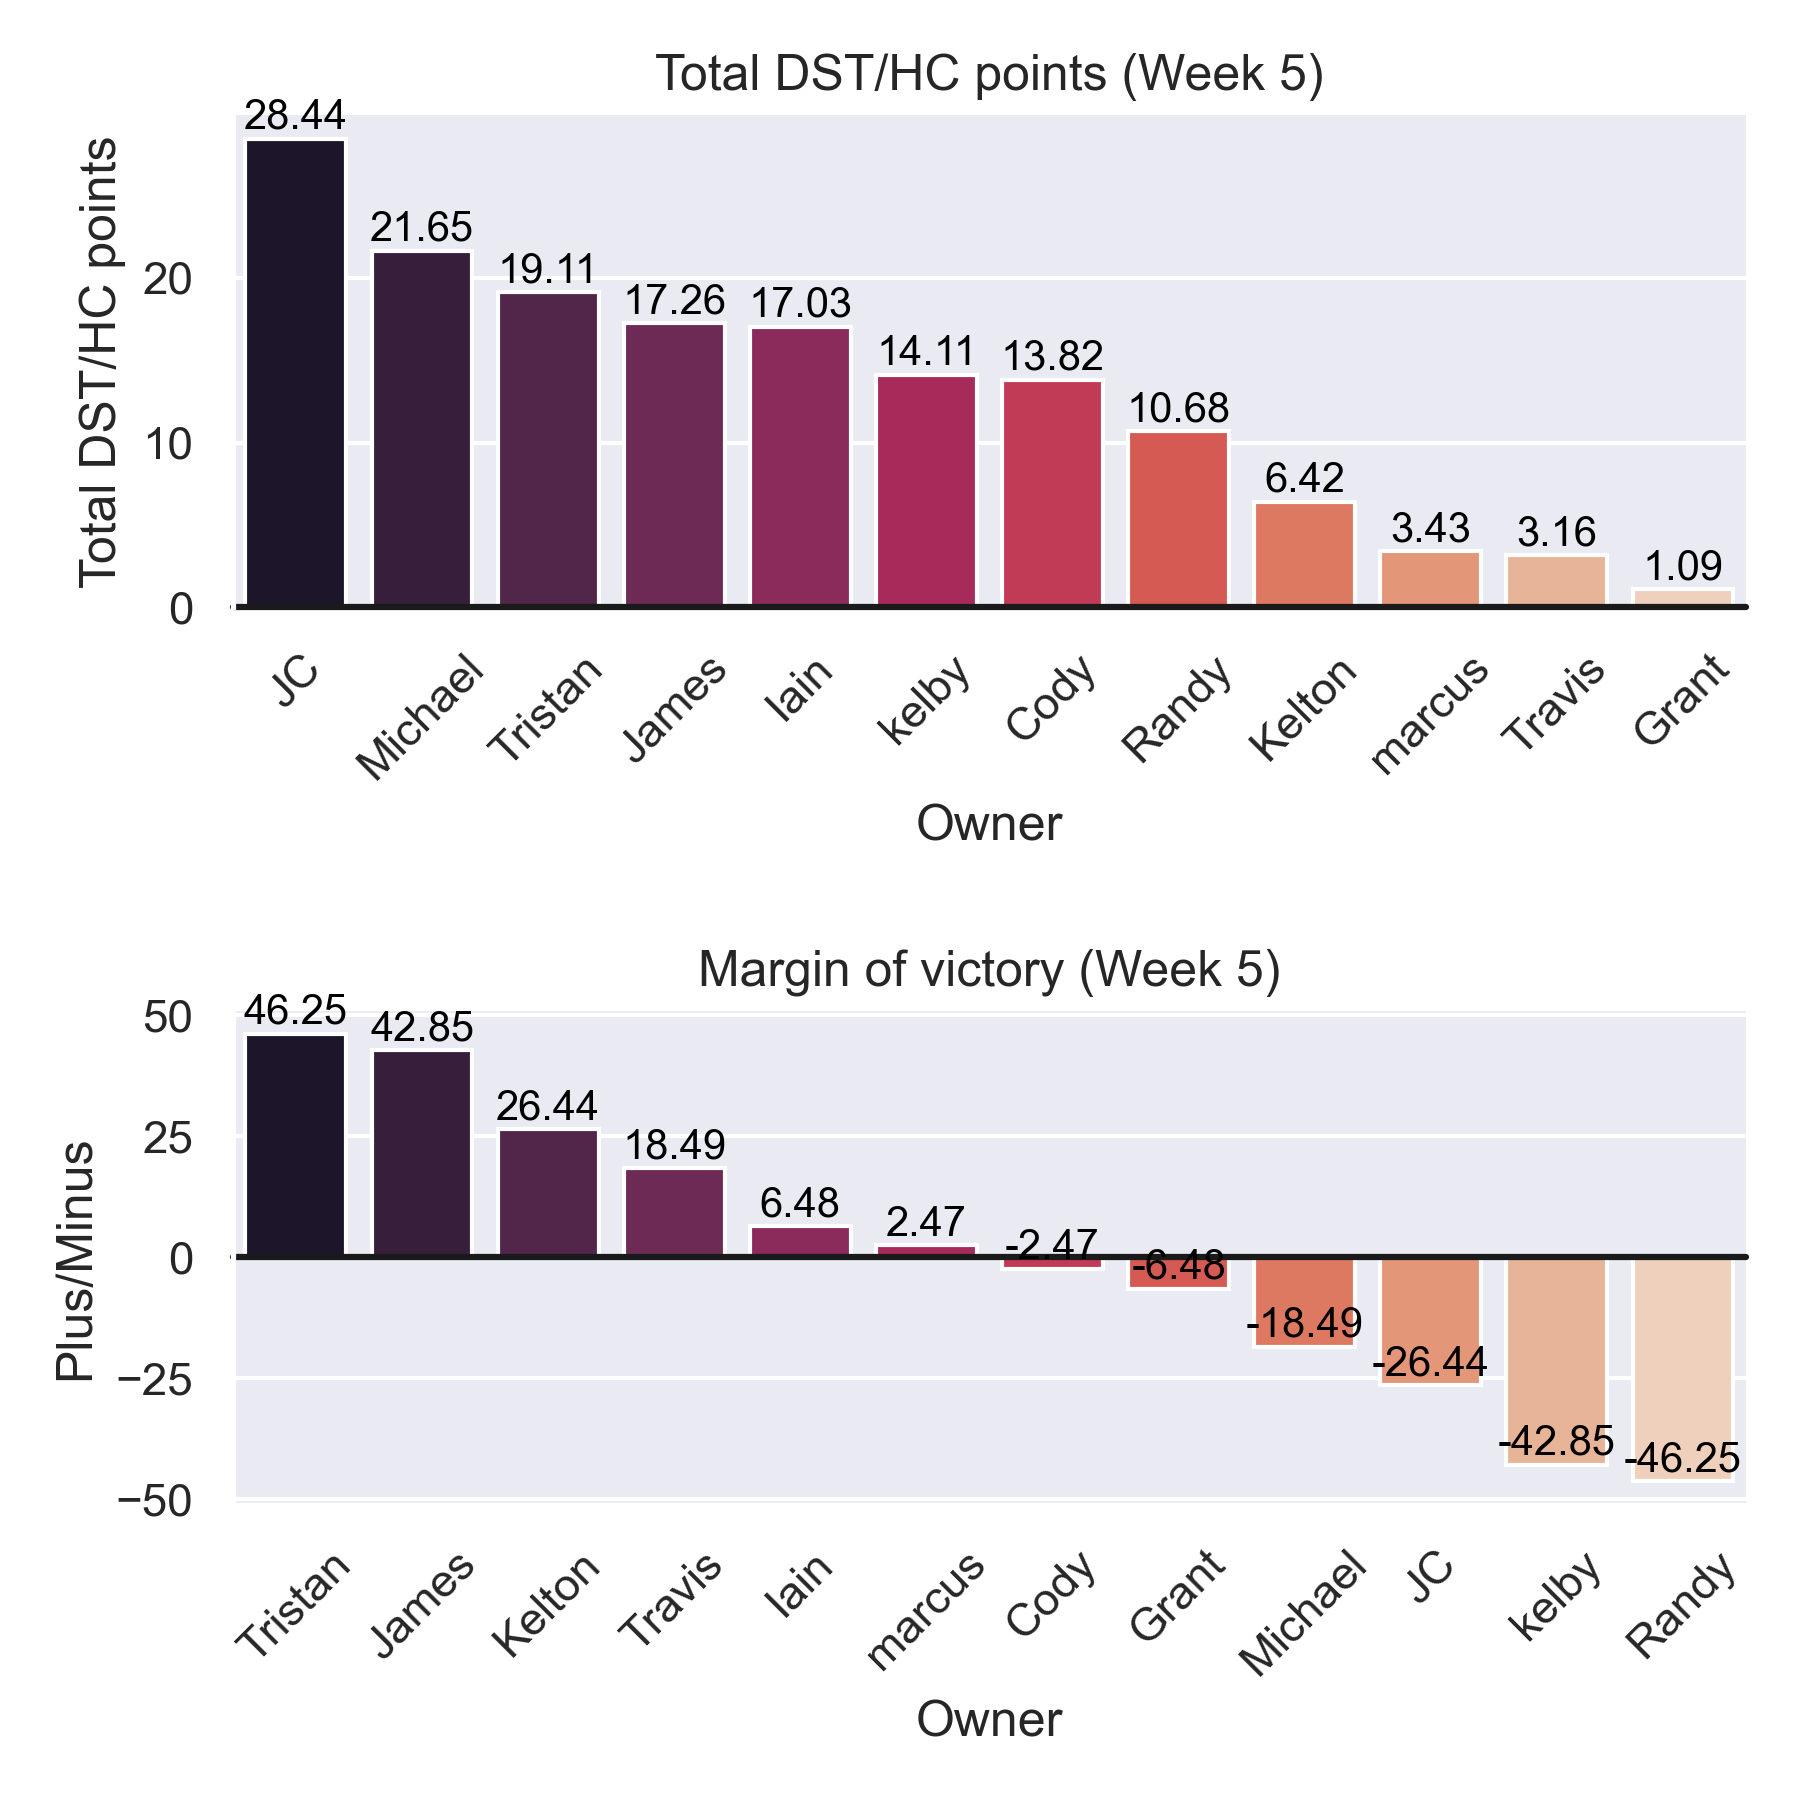 Total DST/HC points (Week 5)
Total DST/HC points
28.44
21.65
19.11
17.26
17.03
14.11
13.82
10.68
6.42
3.43
3.16
1.09
20
10
0
JC
Michael
Tristan
James
Iain
kelby
Cody
Randy
Kelton
marcus
Travis
Grant
Owner
Margin of victory (Week 5)
Plus/Minus
46.25
42.85
26.44
18.49
6.48
2.47
-2.47
-6.48
-18.49
-26.44
-42.85
-46.25
50
25
0
−25
−50
Tristan
James
Kelton
Travis
Iain
marcus
Cody
Grant
Michael
JC
kelby
Randy
Owner